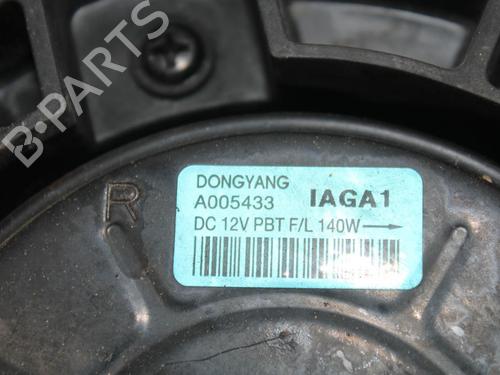 B-PARTS
R
DONGYANG
A005433 IAGA1
DC 12V PBT F/L 140W→